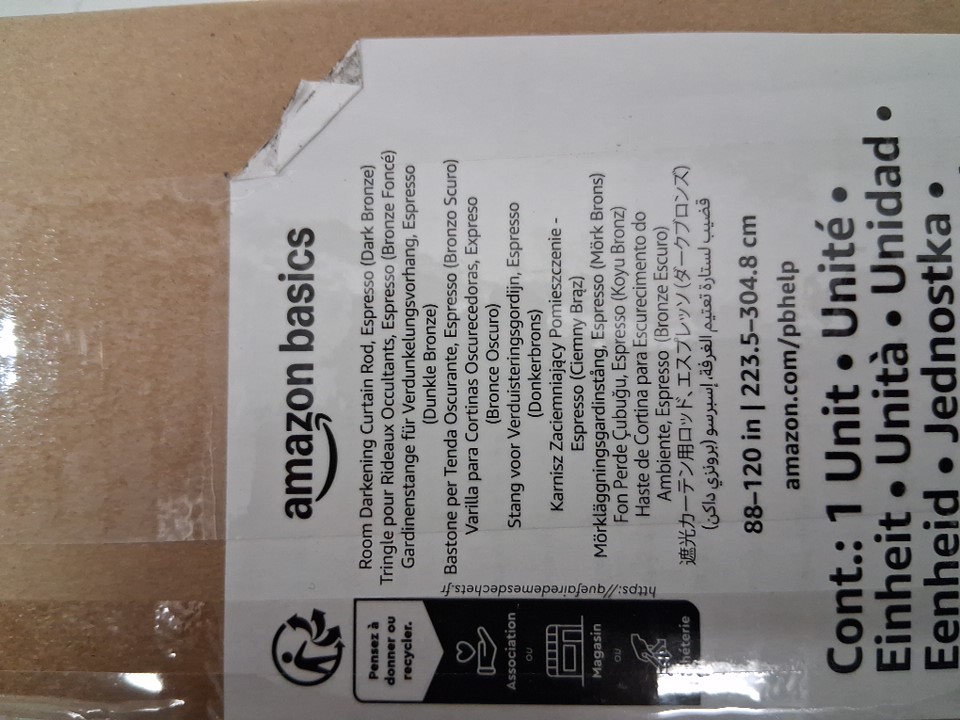 amazon basics
Room Darkening Curtain Rod, Espresso (Dark Bronze)
Tringle pour Rideaux Occultants, Espresso (Bronze Foncé)
Gardinenstange für Verdunkelungsvorhang, Espresso
(Dunkle Bronze)
Bastone per Tenda Oscurante, Espresso (Bronzo Scuro)
Varilla para Cortinas Oscurecedoras, Expreso
(Bronce Oscuro)
Stang voor Verduisteringsgordijn, Espresso
(Donkerbrons)
Karnisz Zaciemniający Pomieszczenie -
Espresso (Ciemny Brąz)
Mörkläggningsgardinstång, Espresso (Mörk Brons)
Fon Perde Çubuğu, Espresso (Koyu Bronz)
Haste de Cortina para Escurecimento do
Ambiente, Espresso (Bronze Escuro)
遮光カーテン用ロッド、エスプレッソ (ダークブロンズ)
قضيب لستارة تعتيم الغرفة، إسبرسو (برونزي داكن)
88–120 in | 223.5–304.8 cm
amazon.com/pbhelp
Cont.: 1 Unit • Unité •
Einheit • Unità • Unidad •
Eenheid • Jednostka •
Pensez à
donner ou
recycler.
Association
ou
Magasin
ou
https://quefairedemesdechets.fr